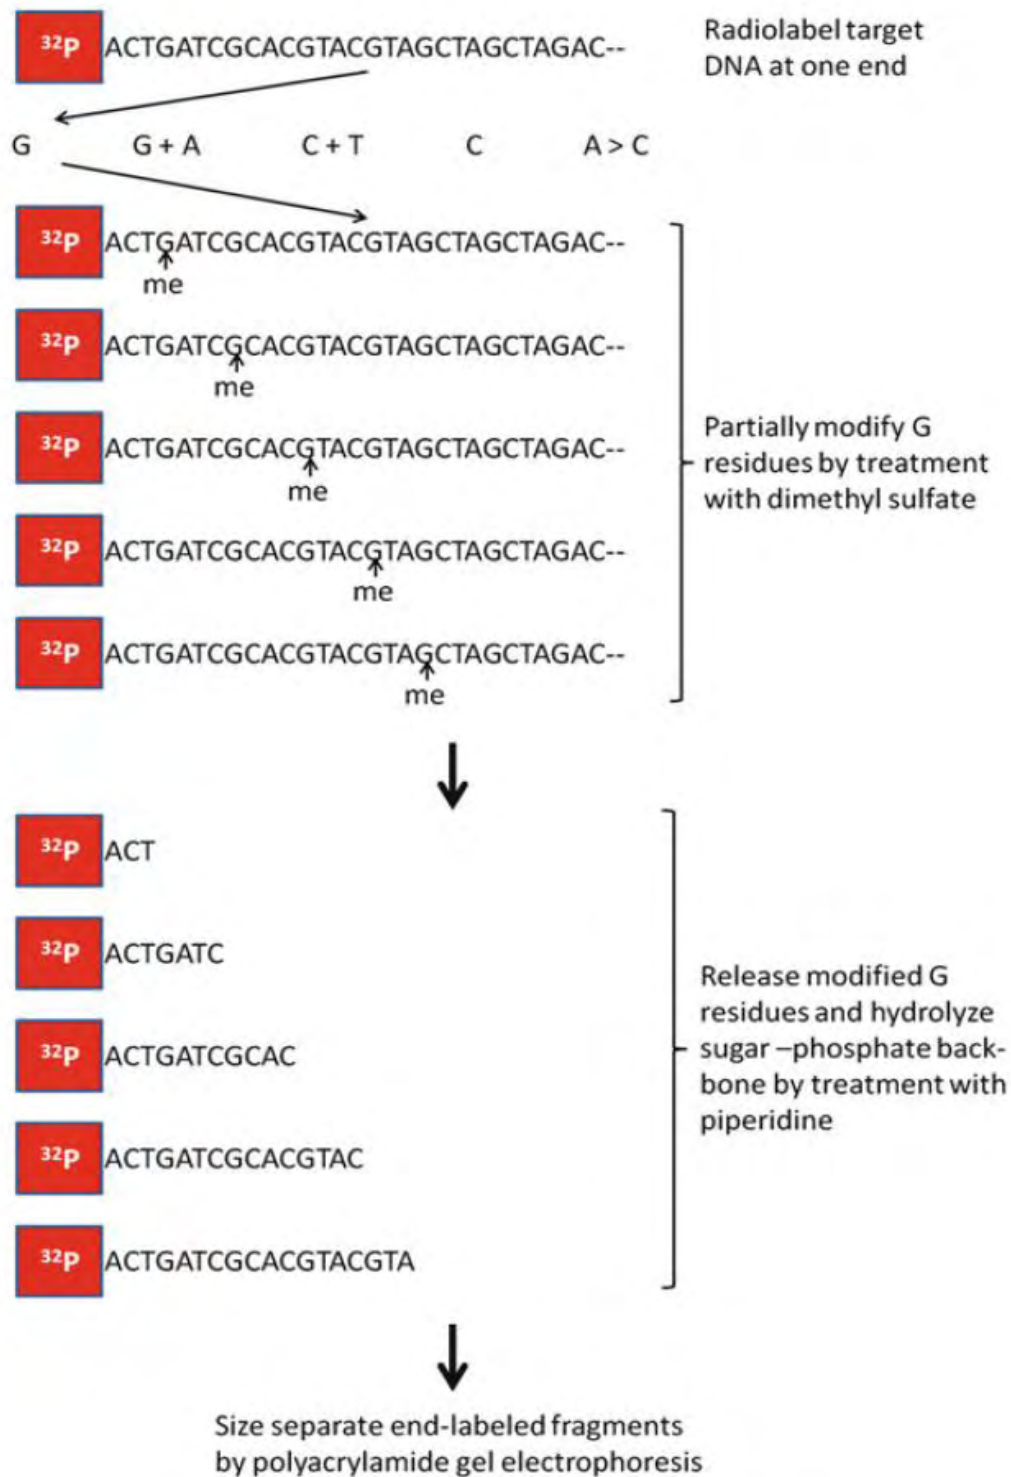 32P ACTGATCGCACGTACGTAGCTAGCTAGAC--
Radiolabel target
DNA at one end
G G + A C + T C A > C
32P ACTGATCGCACGTACGTAGCTAGCTAGAC--
me
32P ACTGATCGCACGTACGTAGCTAGCTAGAC--
me
32P ACTGATCGCACGTACGTAGCTAGCTAGAC--
me
32P ACTGATCGCACGTACGTAGCTAGCTAGAC--
me
32P ACTGATCGCACGTACGTAGCTAGCTAGAC--
me
Partially modify G
residues by treatment
with dimethyl sulfate
32P ACT
32P ACTGATC
32P ACTGATCGCAC
32P ACTGATCGCACGTAC
32P ACTGATCGCACGTACGTA
Release modified G
residues and hydrolyze
sugar –phosphate back-
bone by treatment with
piperidine
Size separate end-labeled fragments
by polyacrylamide gel electrophoresis